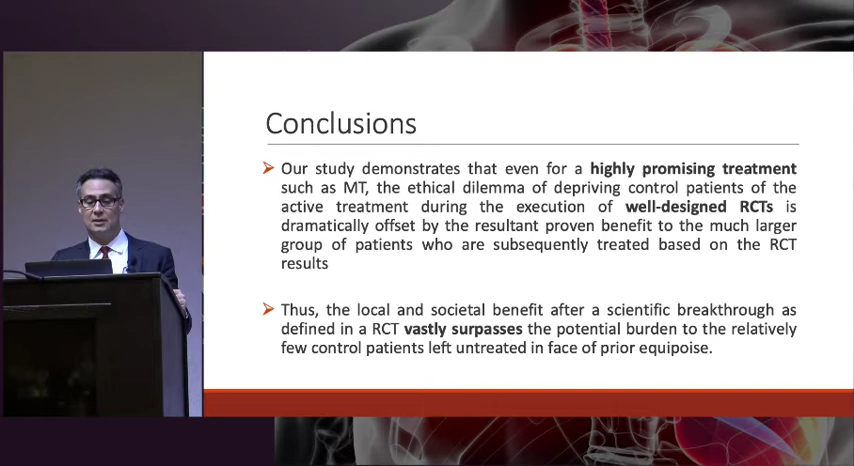 Conclusions
Our study demonstrates that even for a highly promising treatment
such as MT, the ethical dilemma of depriving control patients of the
active treatment during the execution of well-designed RCTs is
dramatically offset by the resultant proven benefit to the much larger
group of patients who are subsequently treated based on the RCT
results
Thus, the local and societal benefit after a scientific breakthrough as
defined in a RCT vastly surpasses the potential burden to the relatively
few control patients left untreated in face of prior equipoise.